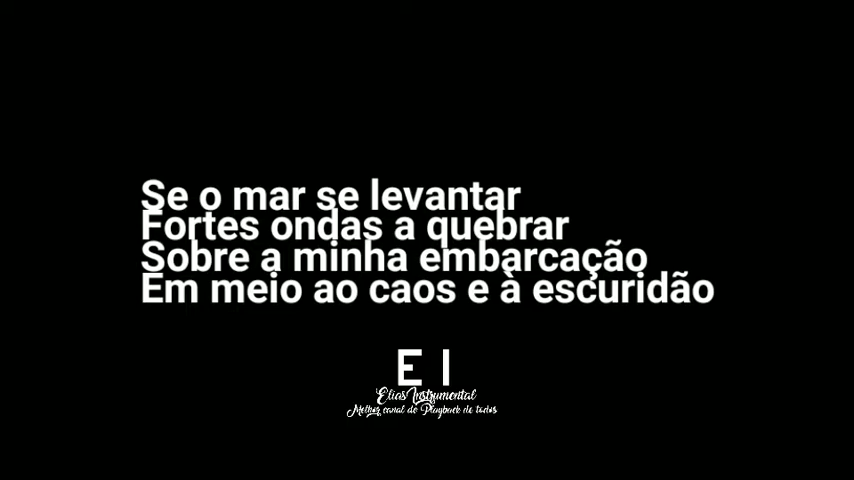 Se o mar se levantar
Fortes ondas a quebrar
Sobre a minha embarcação
Em meio ao caos e à escuridão
E I
Elias Instrumental
Melhor canal de Playback de todos